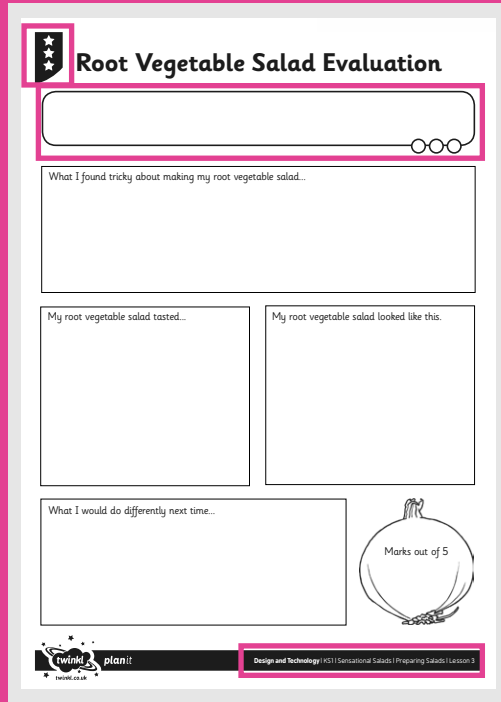 Root Vegetable Salad Evaluation
What I found tricky about making my root vegetable salad...
My root vegetable salad tasted...
My root vegetable salad looked like this.
What I would do differently next time...
Marks out of 5
twinkl planit
twinkl.co.uk
Design and Technology | KS1 | Sensational Salads | Preparing Salads | Lesson 3